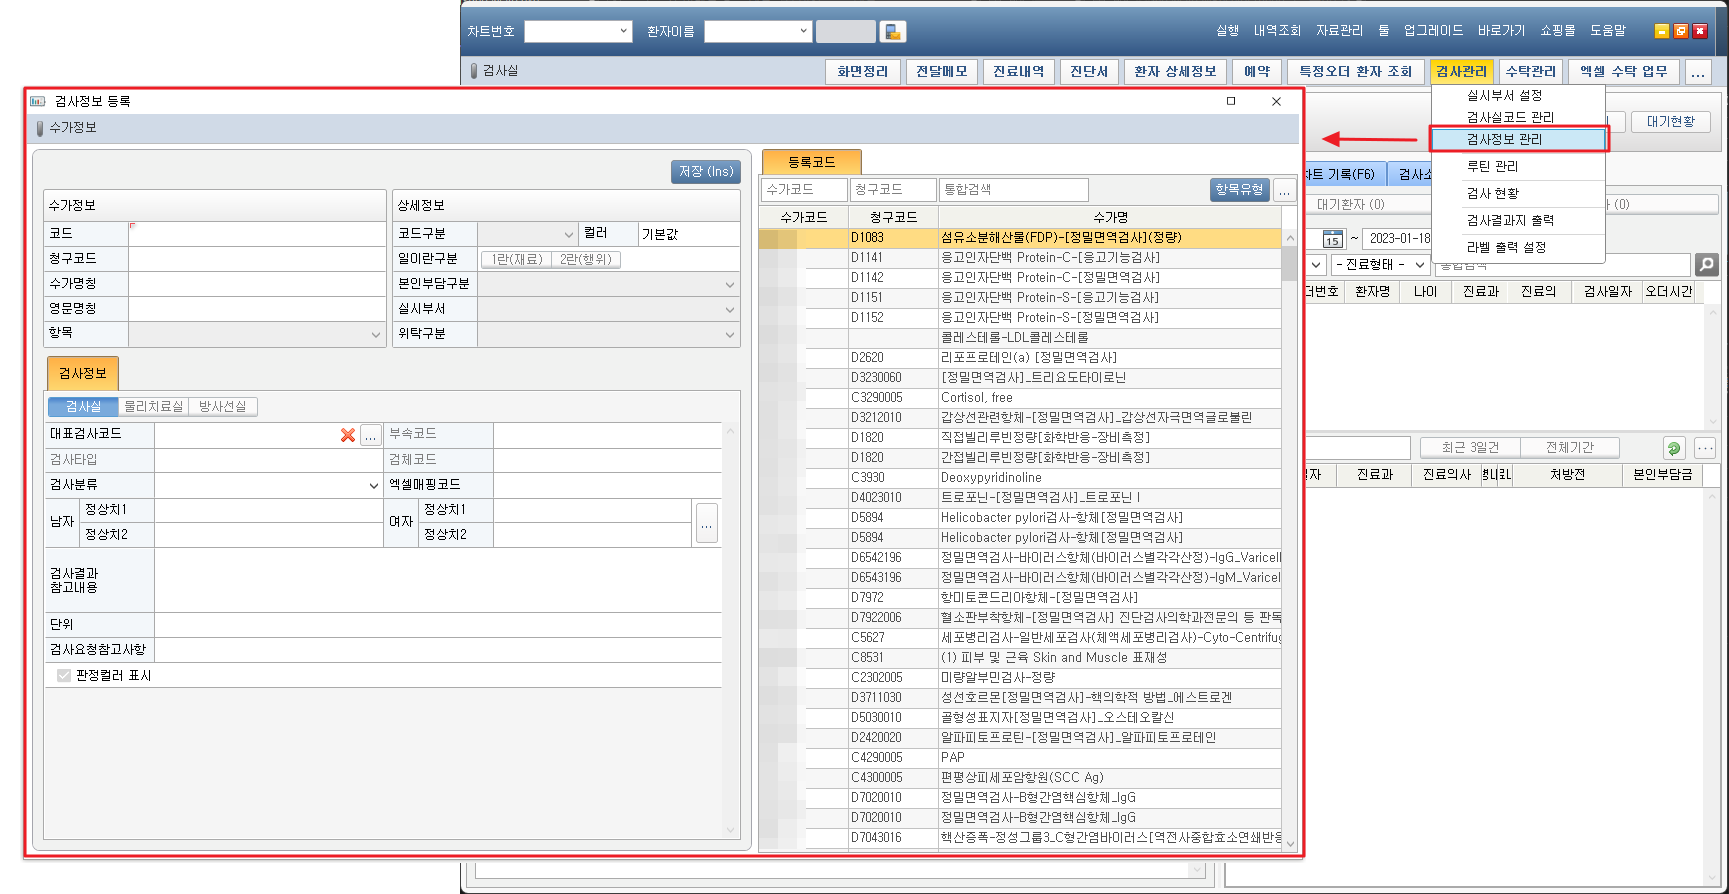 차트번호
환자이름
실행 내역조회 자료관리 툴 업그레이드 바로가기 쇼핑몰 도움말
검사실
화면정리 전달메모 진료내역 진단서 환자 상세정보 예약 특정오더 환자 조회 검사관리 수탁관리 엑셀 수탁 업무 ...
실시부서 설정
검사실코드 관리
검사정보 관리
루틴 관리
검사 현황
검사결과지 출력
라벨 출력 설정
대기현황
차트 기록(F6) 검사소
대기환자 (0)
(0)
15 ~ 2023-01-18
- 진료형태 -
통합검색
더번호 환자명 나이 진료과 진료의 검사일자 오더시간
최근 3일건 전체기간 ...
일자 진료과 진료의사 처방전 본인부담금
검사정보 등록
수가정보
저장 (Ins)
수가정보
코드
청구코드
수가명칭
영문명칭
항목
상세정보
코드구분 컬러 기본값
일이란구분 1란(재료) 2란(행위)
본인부담구분
실시부서
위탁구분
검사정보
검사실 물리치료실 방사선실
대표검사코드 ... 부속코드
검사타입 검체코드
검사분류 엑셀매핑코드
남자 정상치1 여자 정상치1 ...
정상치2 정상치2
검사결과
참고내용
단위
검사요청참고사항
판정컬러 표시
등록코드
수가코드 청구코드 통합검색 항목유형 ...
수가코드 청구코드 수가명
D1083 섬유소분해산물(FDP)-[정밀면역검사](정량)
D1141 응고인자단백 Protein-C-[응고기능검사]
D1142 응고인자단백 Protein-C-[정밀면역검사]
D1151 응고인자단백 Protein-S-[응고기능검사]
D1152 응고인자단백 Protein-S-[정밀면역검사]
콜레스테롤-LDL콜레스테롤
D2620 리포프로테인(a) [정밀면역검사]
D3230060 [정밀면역검사]_트리요도타이로닌
C3290005 Cortisol, free
D3212010 갑상선관련항체-[정밀면역검사]_갑상선자극면역글로불린
D1820 직접빌리루빈정량[화학반응-장비측정]
D1820 간접빌리루빈정량[화학반응-장비측정]
C3930 Deoxypyridinoline
D4023010 트로포닌-[정밀면역검사]_트로포닌 I
D5894 Helicobacter pylori검사-항체[정밀면역검사]
D5894 Helicobacter pylori검사-항체[정밀면역검사]
D6542196 정밀면역검사-바이러스항체(바이러스별각각산정)-IgG_Varicell
D6543196 정밀면역검사-바이러스항체(바이러스별각각산정)-IgM_Varicel
D7972 항미토콘드리아항체-[정밀면역검사]
D7922006 혈소판부착항체-[정밀면역검사] 진단검사의학과전문의 등 판독
C5627 세포병리검사-일반세포검사(체액세포병리검사)-Cyto-Centrifug
C8531 (1) 피부 및 근육 Skin and Muscle 표재성
C2302005 미량알부민검사-정량
D3711030 성선호르몬[정밀면역검사]-핵의학적 방법_에스트로겐
D5030010 골형성표지자[정밀면역검사]_오스테오칼신
D2420020 알파피토프로틴-[정밀면역검사]_알파피토프로테인
C4290005 PAP
C4300005 편평상피세포암항원(SCC Ag)
D7020010 정밀면역검사-B형간염핵심항체_IgG
D7020010 정밀면역검사-B형간염핵심항체_IgG
D7043016 핵산증폭-정성그룹3_C형간염바이러스[역전사중합효소연쇄반응